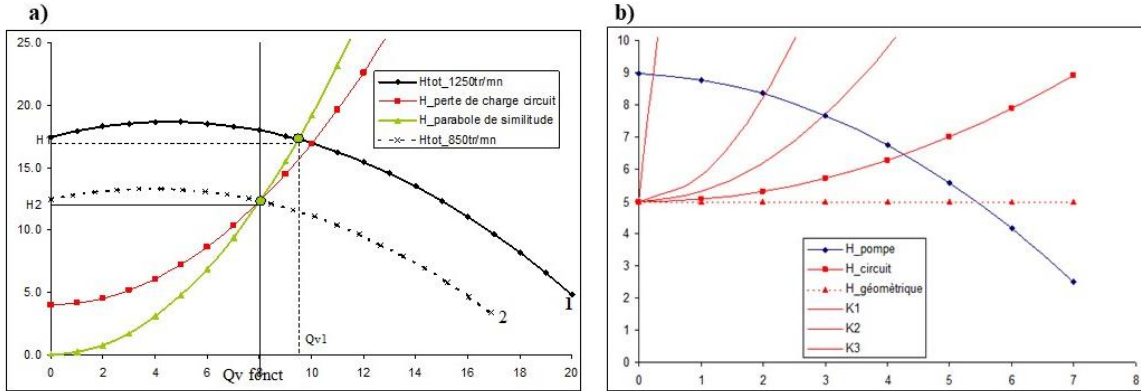 a)
25.0
20.0
H
15.0
H2
10.0
5.0
0.0
0 2 4 6 8 10 12 14 16 18 20
Qv fonct
Qv1
1
2
Htot_1250tr/mn
H_perte de charge circuit
H_parabole de similitude
Htot_850tr/mn
b)
10
9
8
7
6
5
4
3
2
1
0
0 1 2 3 4 5 6 7 8
H_pompe
H_circuit
H_géomètrique
K1
K2
K3